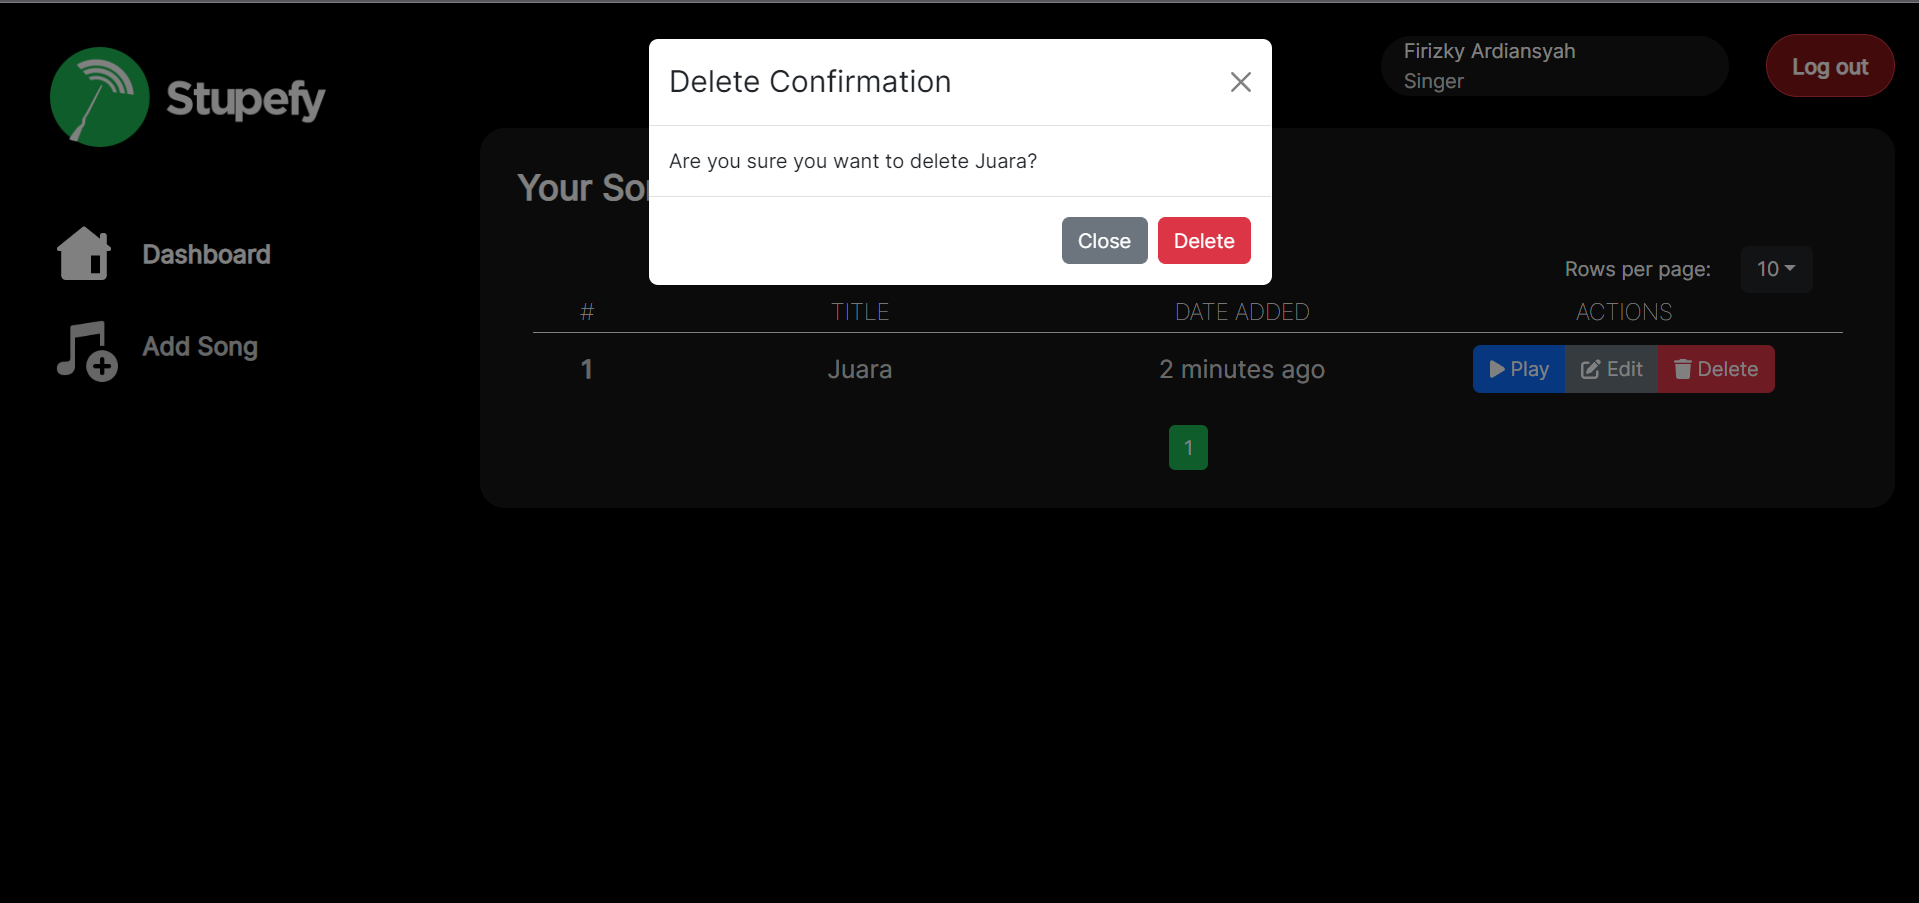 Stupefy
Dashboard
Add Song
Firizky Ardiansyah
Singer
Log out
Delete Confirmation
Are you sure you want to delete Juara?
Close Delete
Your
Rows per page: 10
# TITLE DATE ADDED ACTIONS
1 Juara 2 minutes ago Play Edit Delete
1